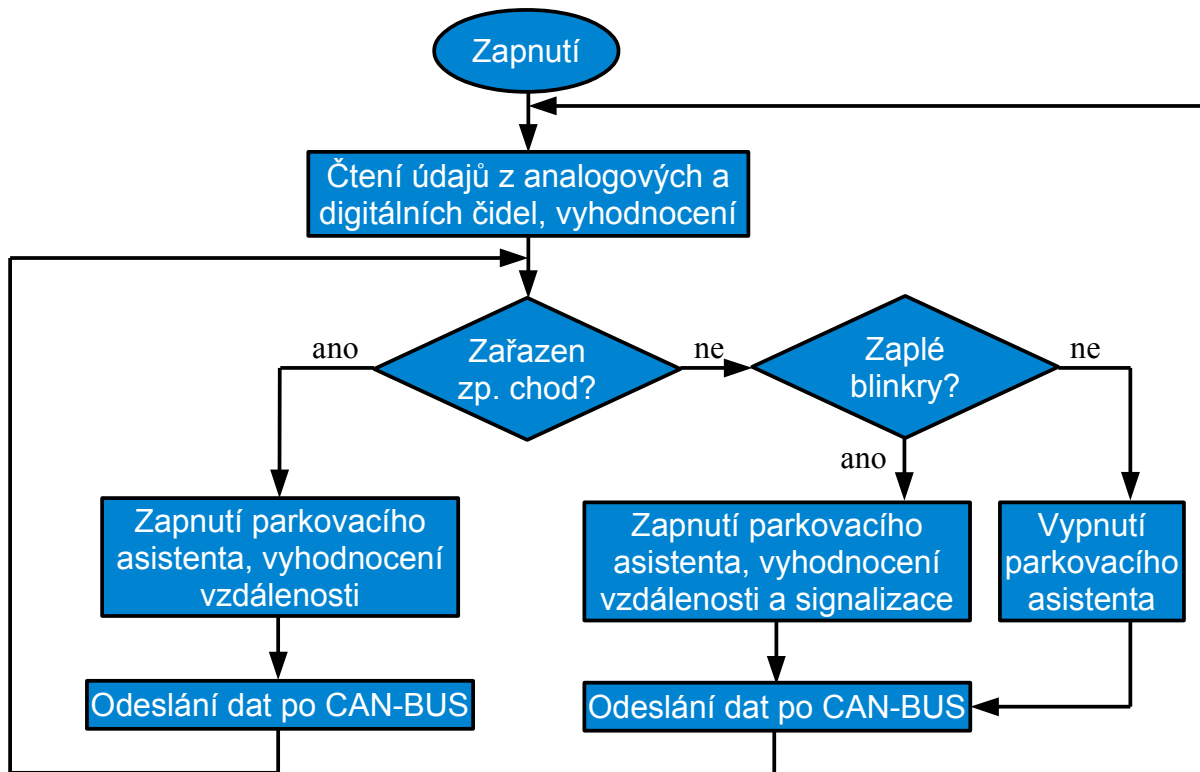 Zapnutí
Čtení údajů z analogových a
digitálních čidel, vyhodnocení
ano
Zařazen
zp. chod?
ne
Zaplé
blinkry?
ne
ano
Zapnutí parkovacího
asistenta, vyhodnocení
vzdálenosti
Zapnutí parkovacího
asistenta, vyhodnocení
vzdálenosti a signalizace
Vypnutí
parkovacího
asistenta
Odeslání dat po CAN-BUS
Odeslání dat po CAN-BUS